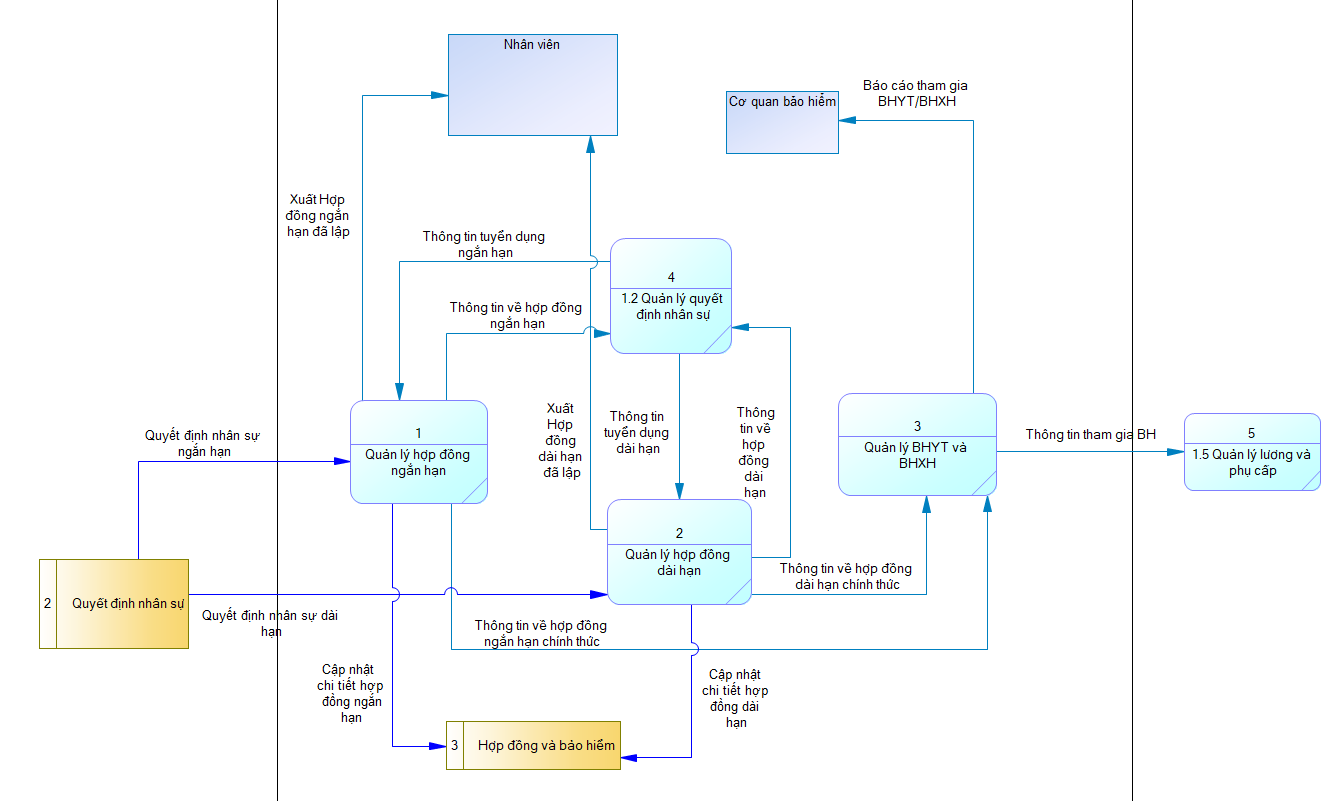 Nhân viên
Cơ quan bảo hiểm
Báo cáo tham gia
BHYT/BHXH
Xuất Hợp
đồng ngắn
hạn đã lập
Thông tin tuyển dụng
ngắn hạn
4
1.2 Quản lý quyết
định nhân sự
Thông tin về hợp đồng
ngắn hạn
Xuất
Hợp
đồng
dài hạn
đã lập
Thông tin
tuyển dụng
dài hạn
Thông
tin về
hợp
đồng
dài
hạn
Quyết định nhân sự
ngắn hạn
1
Quản lý hợp đồng
ngắn hạn
3
Quản lý BHYT và
BHXH
Thông tin tham gia BH
5
1.5 Quản lý lương và
phụ cấp
2
Quản lý hợp đồng
dài hạn
Thông tin về hợp đồng
dài hạn chính thức
2
Quyết định nhân sự
Quyết định nhân sự dài
hạn
Thông tin về hợp đồng
ngắn hạn chính thức
Cập nhật
chi tiết hợp
đồng ngắn
hạn
Cập nhật
chi tiết hợp
đồng dài
hạn
3
Hợp đồng và bảo hiểm